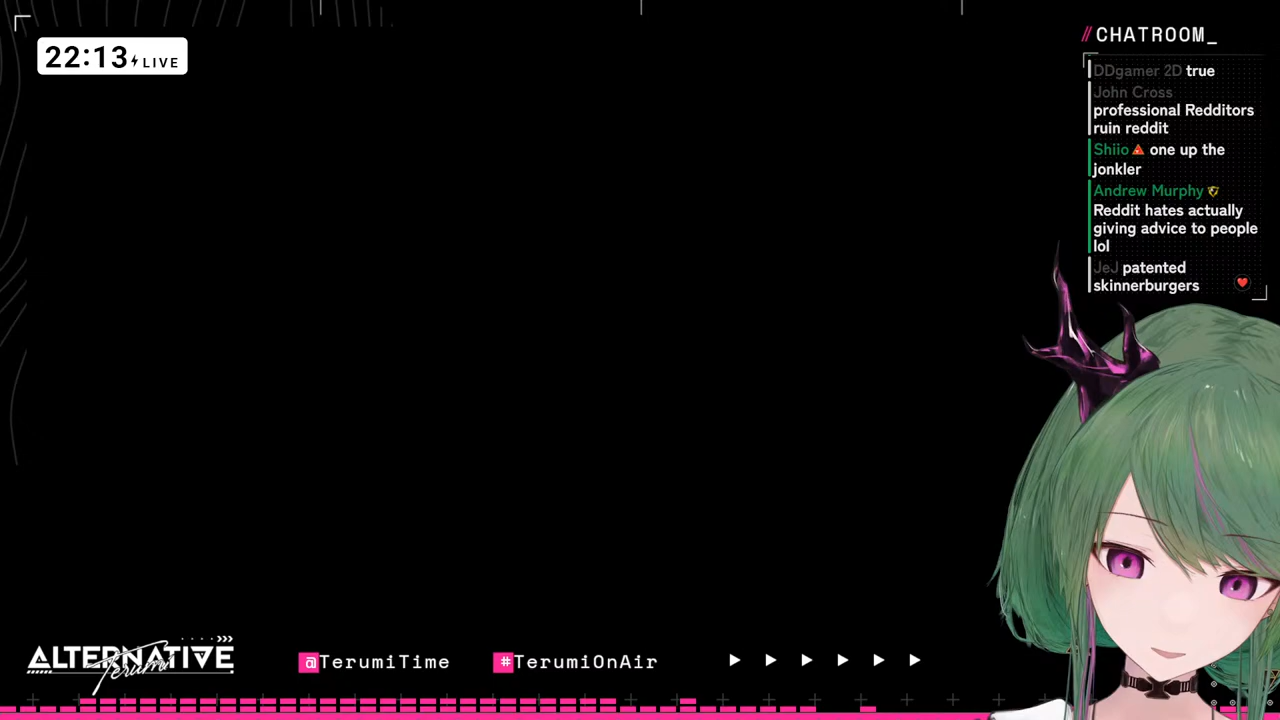 22:13 LIVE
//CHATROOM_
DDgamer 2D true
John Cross
professional Redditors
ruin reddit
Shiio one up the
jonkler
Andrew Murphy
Reddit hates actually
giving advice to people
lol
JeJ patented
skinnerburgers
ALTERNATIVE
Terumi
@TerumiTime
#TerumiOnAir